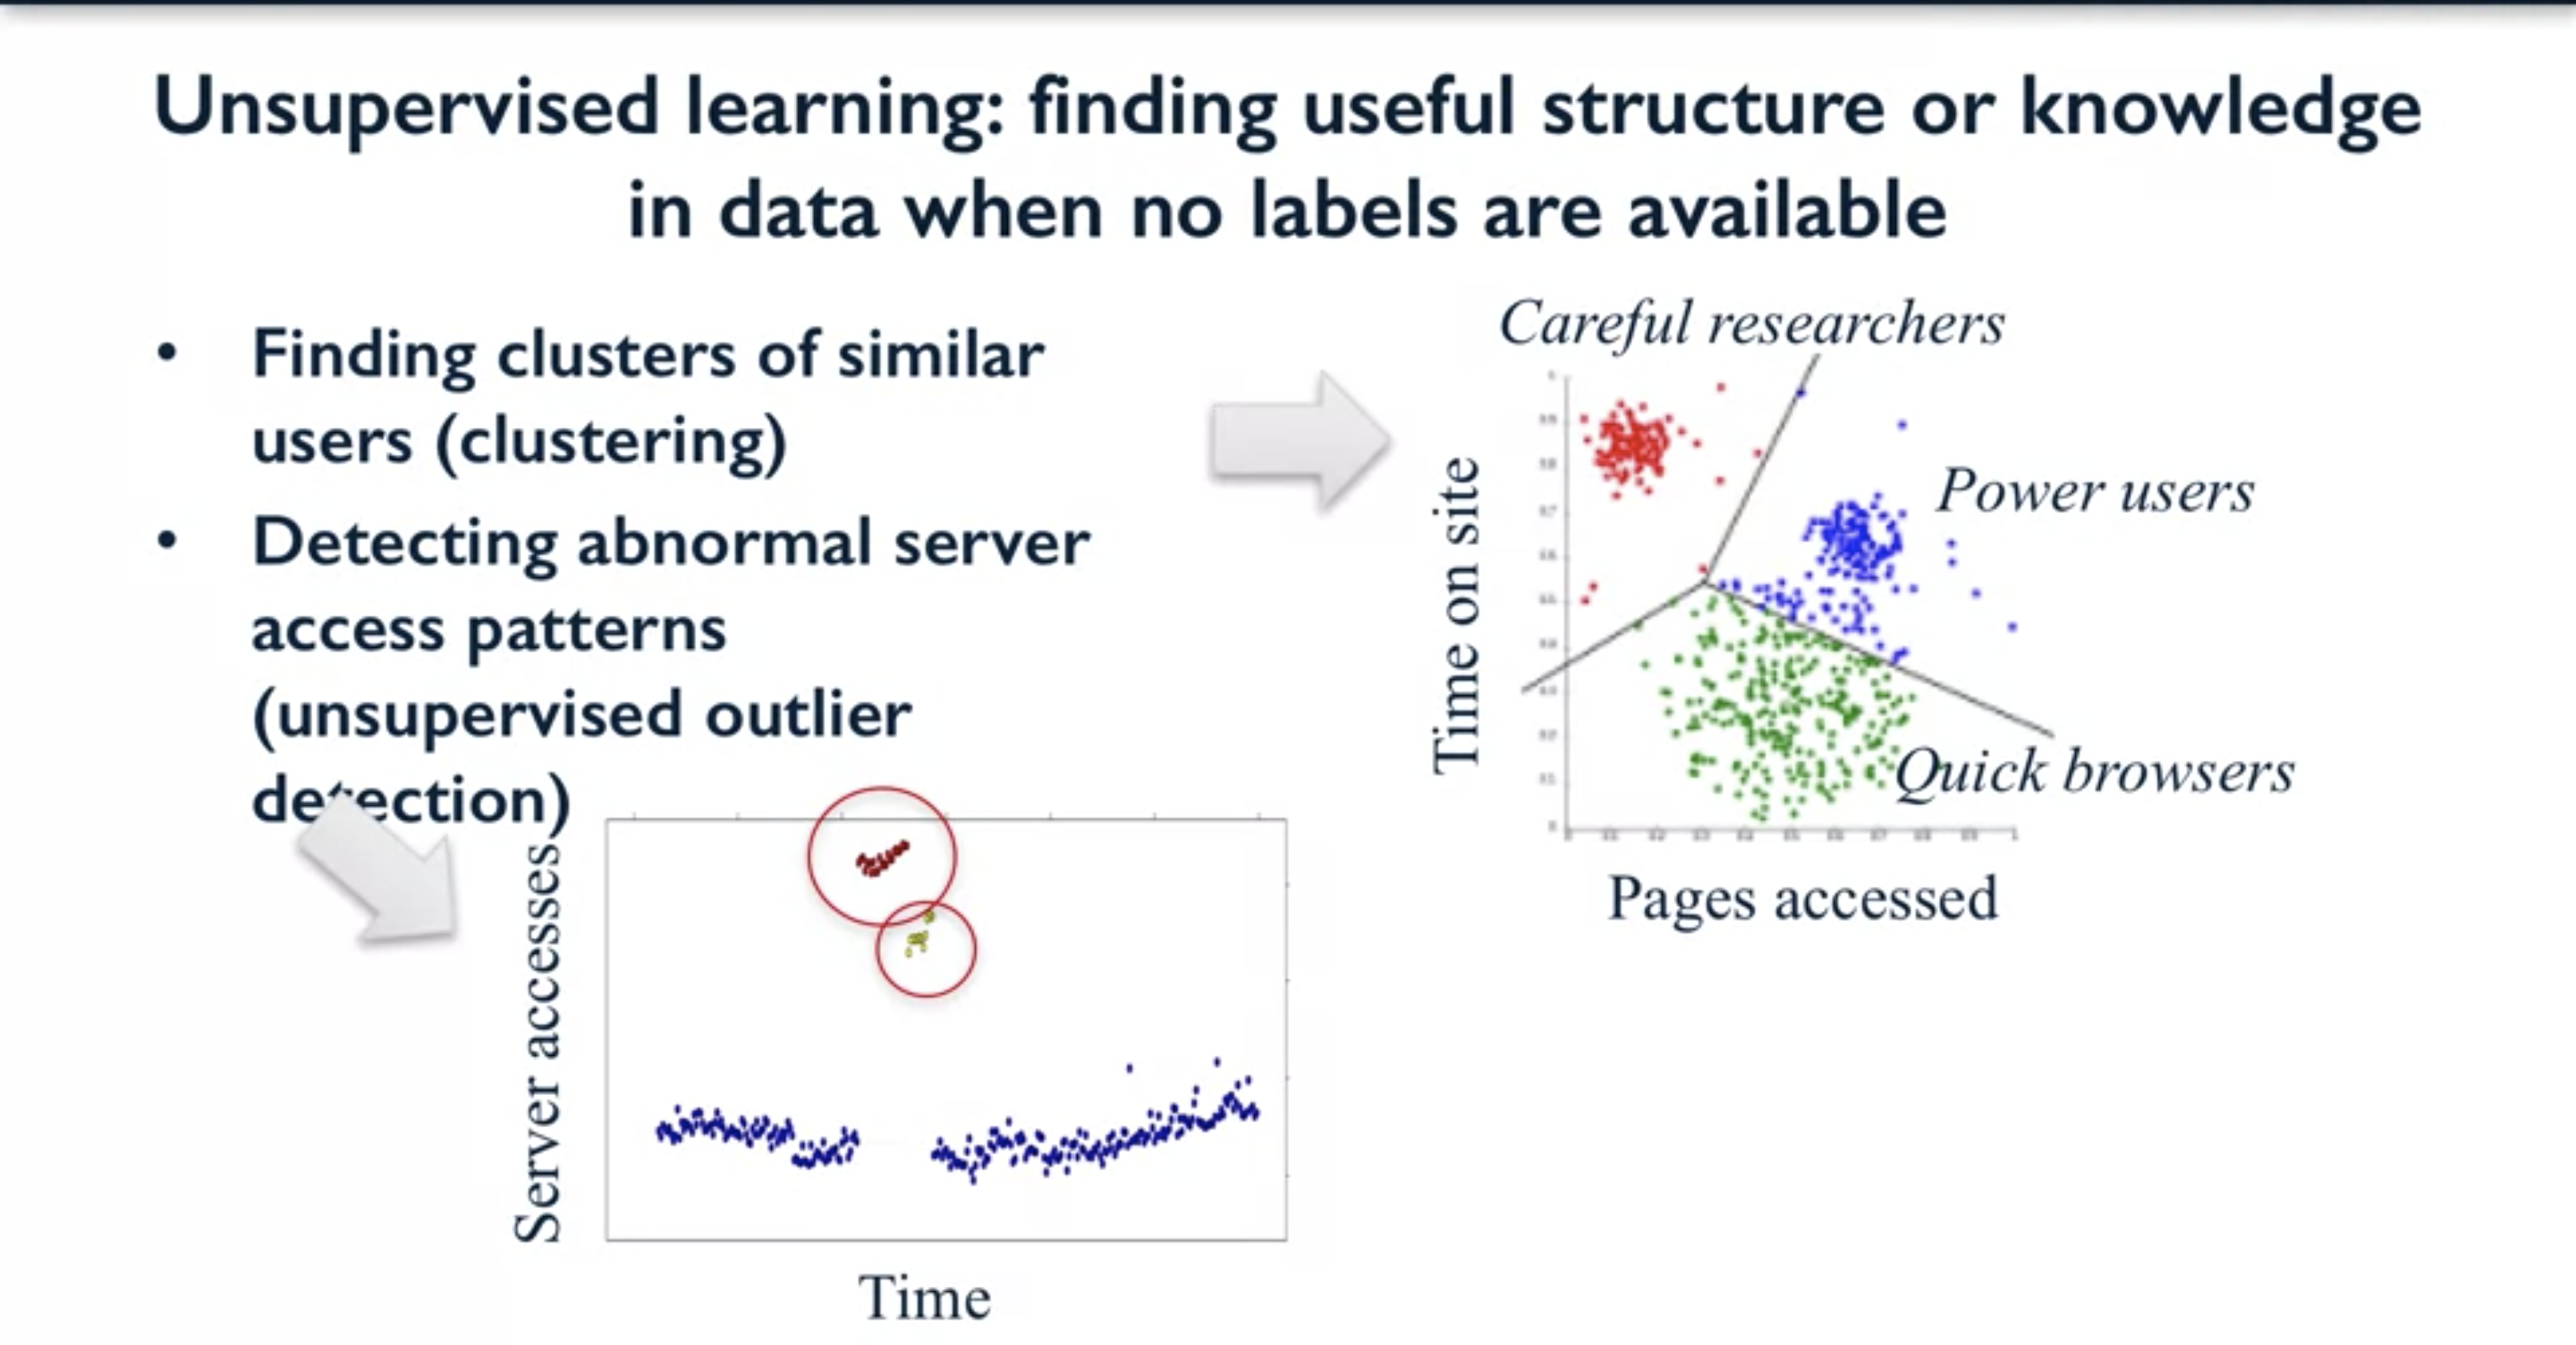 Unsupervised learning: finding useful structure or knowledge
in data when no labels are available
• Finding clusters of similar
users (clustering)
• Detecting abnormal server
access patterns
(unsupervised outlier
detection)
Server accesses
Time
Careful researchers
Power users
Quick browsers
Time on site
Pages accessed